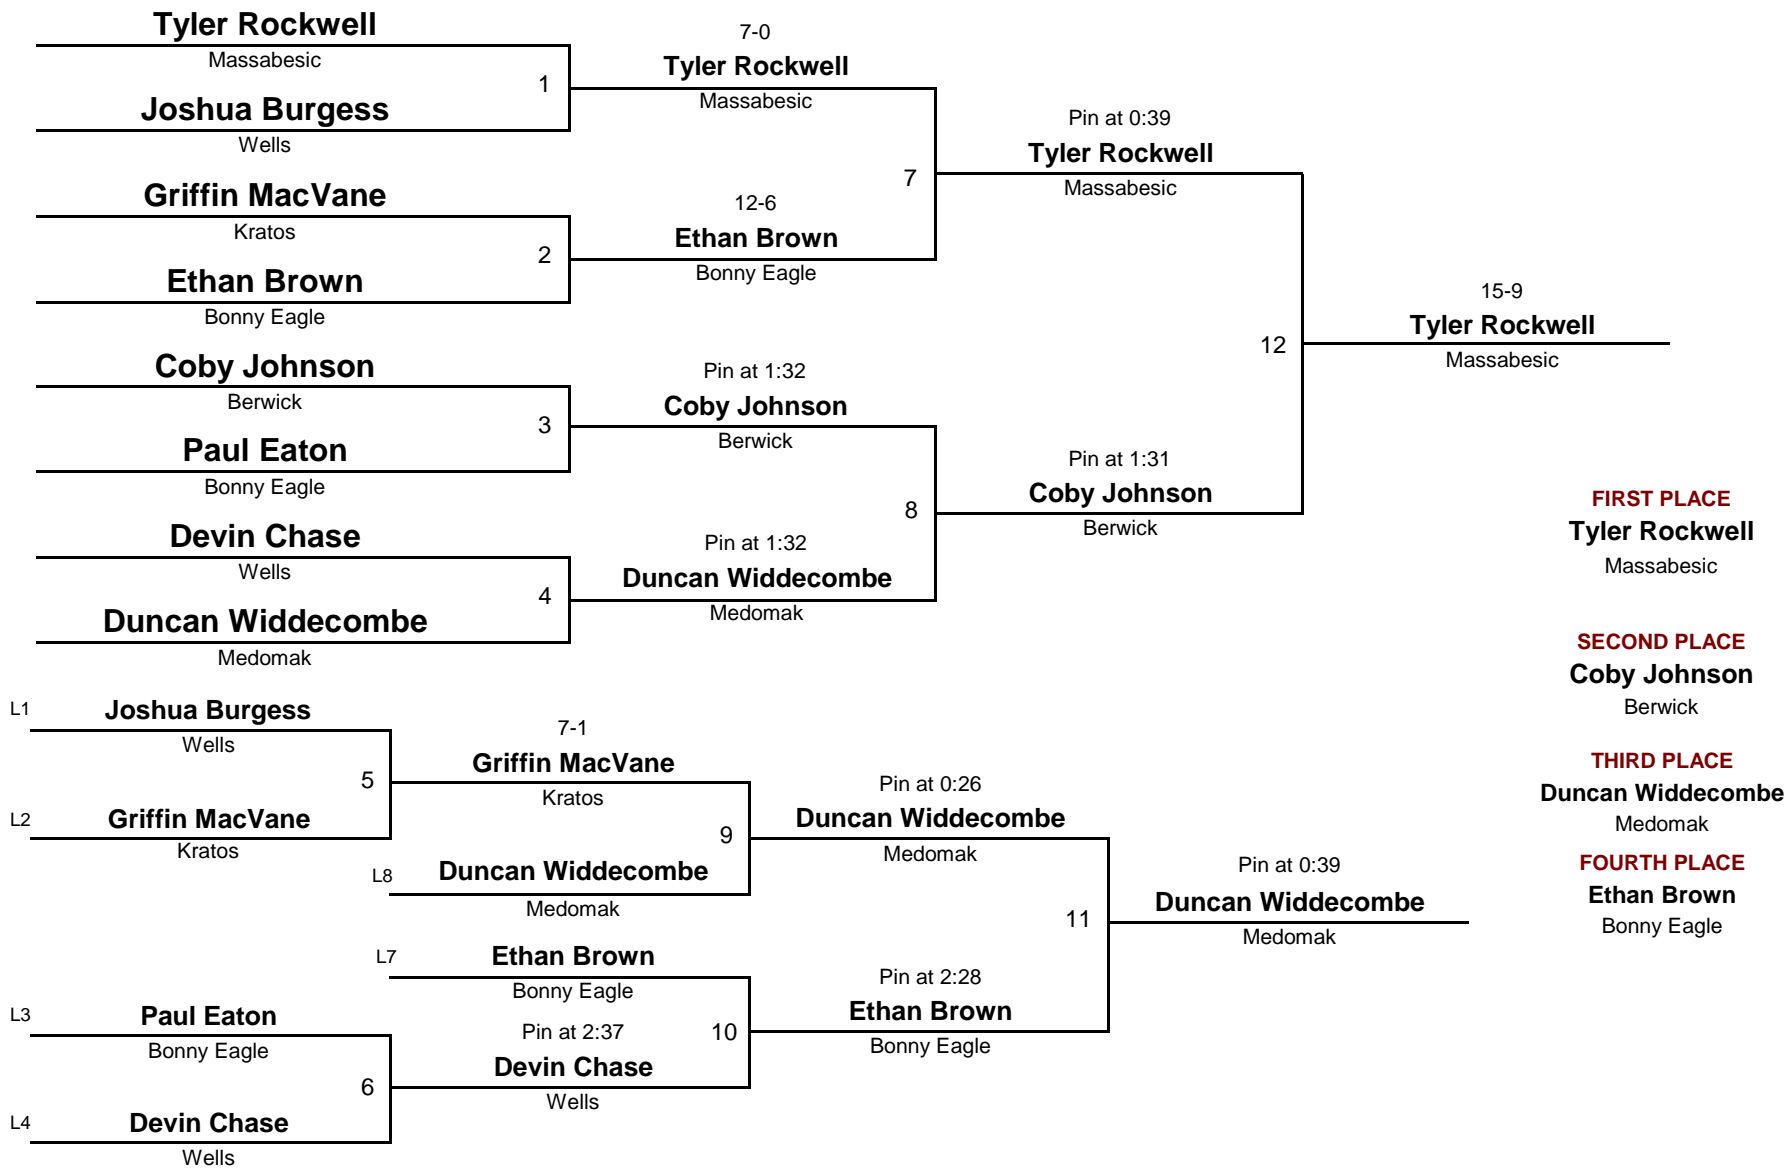 Tyler Rockwell
Massabesic
1
Joshua Burgess
Wells
Griffin MacVane
Kratos
2
Ethan Brown
Bonny Eagle
Coby Johnson
Berwick
3
Paul Eaton
Bonny Eagle
Devin Chase
Wells
4
Duncan Widdecombe
Medomak
7-0
Tyler Rockwell
Massabesic
7
12-6
Ethan Brown
Bonny Eagle
Pin at 1:32
Coby Johnson
Berwick
8
Pin at 1:32
Duncan Widdecombe
Medomak
Pin at 0:39
Tyler Rockwell
Massabesic
12
Pin at 1:31
Coby Johnson
Berwick
15-9
Tyler Rockwell
Massabesic
FIRST PLACE
Tyler Rockwell
Massabesic
SECOND PLACE
Coby Johnson
Berwick
THIRD PLACE
Duncan Widdecombe
Medomak
FOURTH PLACE
Ethan Brown
Bonny Eagle
L1 Joshua Burgess
Wells
5
L2 Griffin MacVane
Kratos
7-1
Griffin MacVane
Kratos
9
L8 Duncan Widdecombe
Medomak
L7 Ethan Brown
Bonny Eagle
10
L3 Paul Eaton
Bonny Eagle
6
L4 Devin Chase
Wells
Pin at 2:37
Devin Chase
Wells
Pin at 0:26
Duncan Widdecombe
Medomak
11
Pin at 2:28
Ethan Brown
Bonny Eagle
Pin at 0:39
Duncan Widdecombe
Medomak